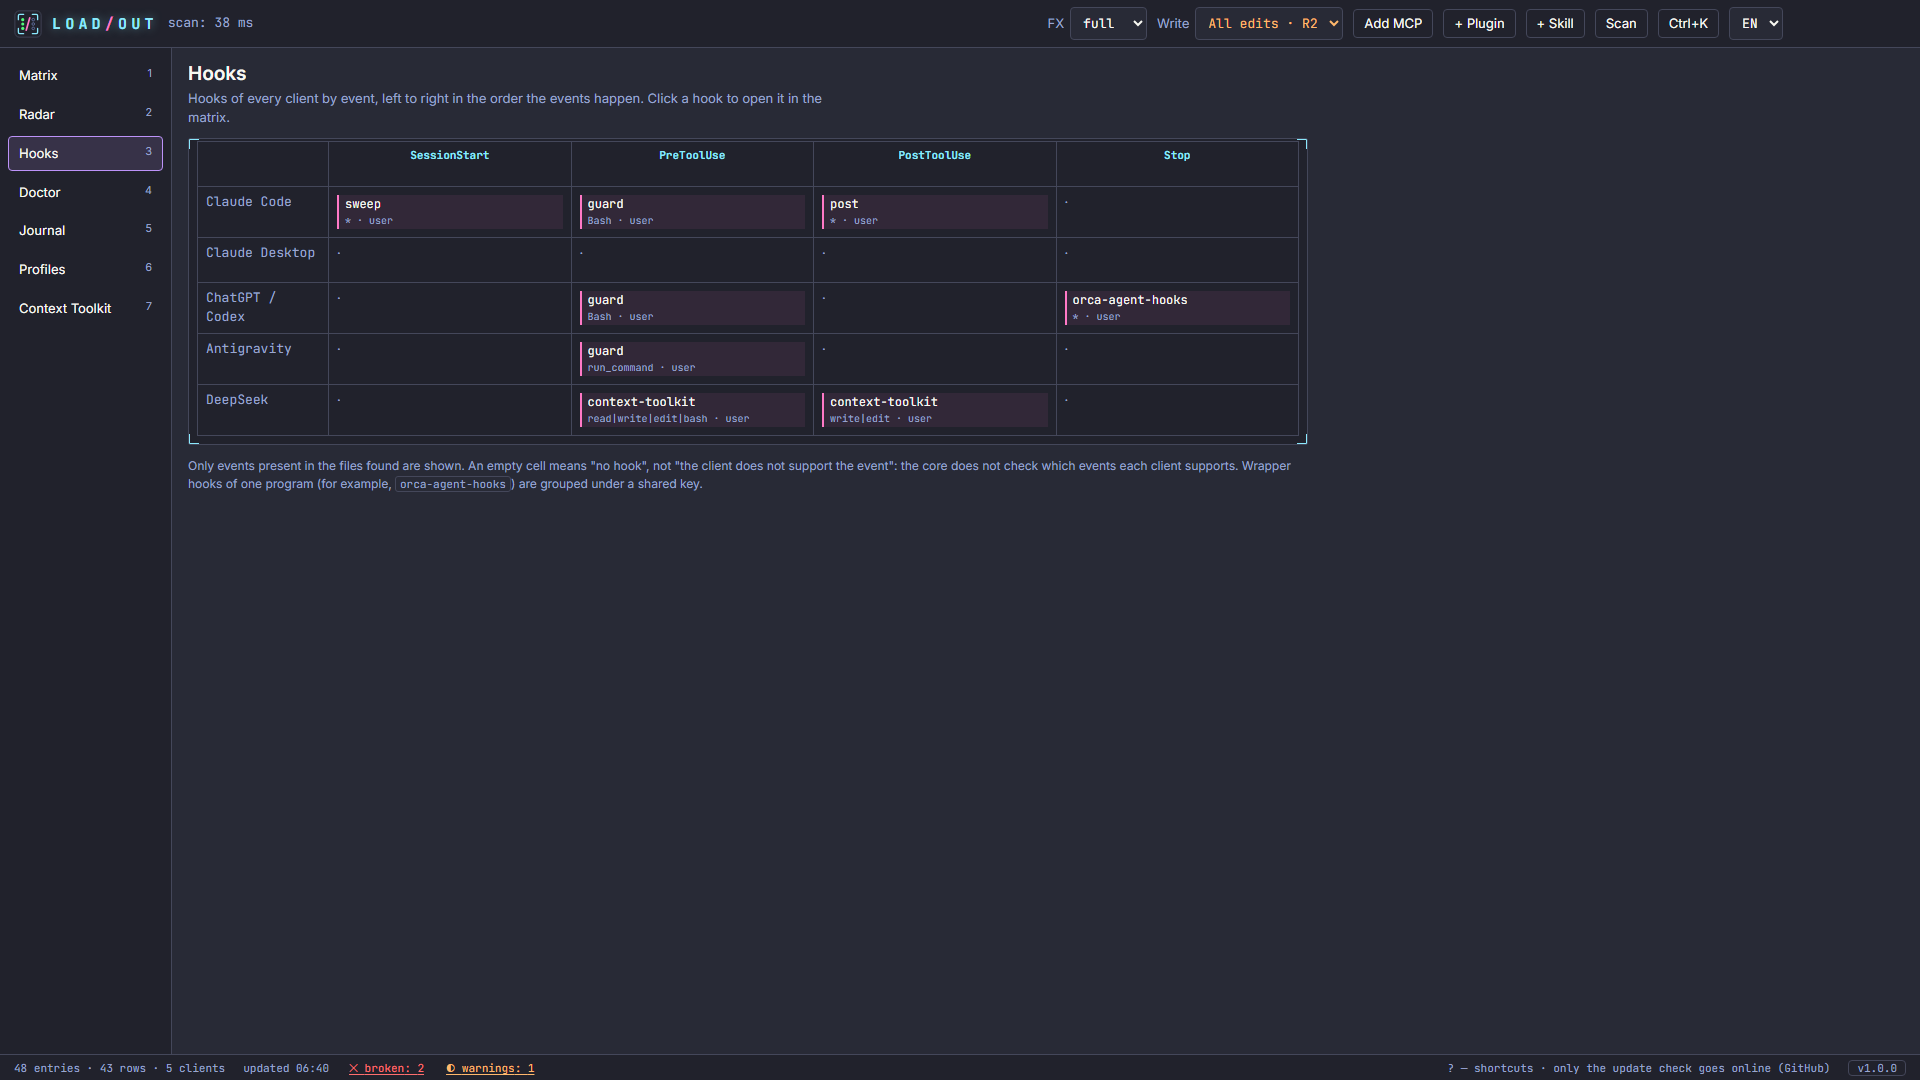 LOAD/OUT scan: 38 ms FX full Write All edits · R2 Add MCP + Plugin + Skill Scan Ctrl+K EN
Matrix 1
Radar 2
Hooks 3
Doctor 4
Journal 5
Profiles 6
Context Toolkit 7
Hooks
Hooks of every client by event, left to right in the order the events happen. Click a hook to open it in the
matrix.
SessionStart PreToolUse PostToolUse Stop
Claude Code sweep guard post ·
* · user Bash · user * · user
Claude Desktop · · · ·
ChatGPT / · guard · orca-agent-hooks
Codex Bash · user * · user
Antigravity · guard · ·
run_command · user
DeepSeek · context-toolkit context-toolkit ·
read|write|edit|bash · user write|edit · user
Only events present in the files found are shown. An empty cell means "no hook", not "the client does not support the event": the core does not check which events each client supports. Wrapper
hooks of one program (for example, orca-agent-hooks) are grouped under a shared key.
48 entries · 43 rows · 5 clients updated 06:40 ✕ broken: 2 ◐ warnings: 1 ? — shortcuts · only the update check goes online (GitHub) v1.0.0